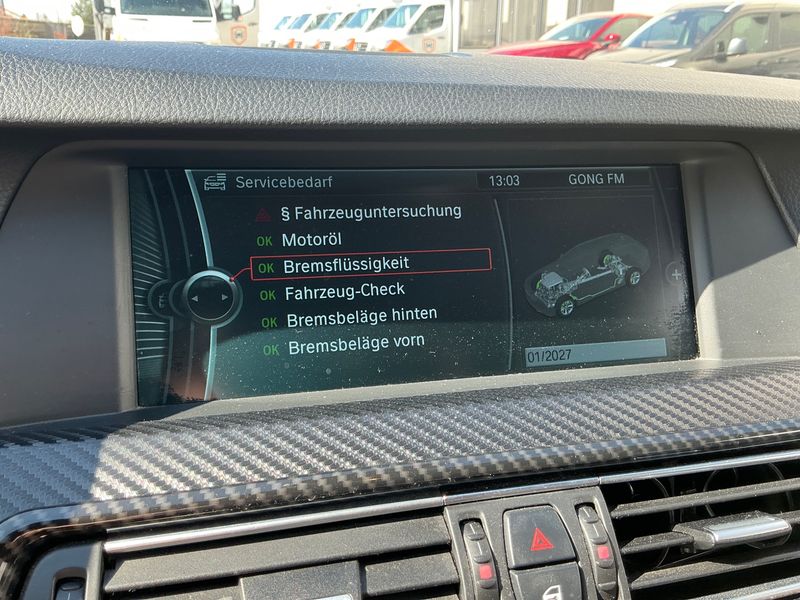 Servicebedarf
13:03
GONG FM
§ Fahrzeuguntersuchung
OK Motoröl
OK Bremsflüssigkeit
OK Fahrzeug-Check
OK Bremsbeläge hinten
OK Bremsbeläge vorn
01/2027